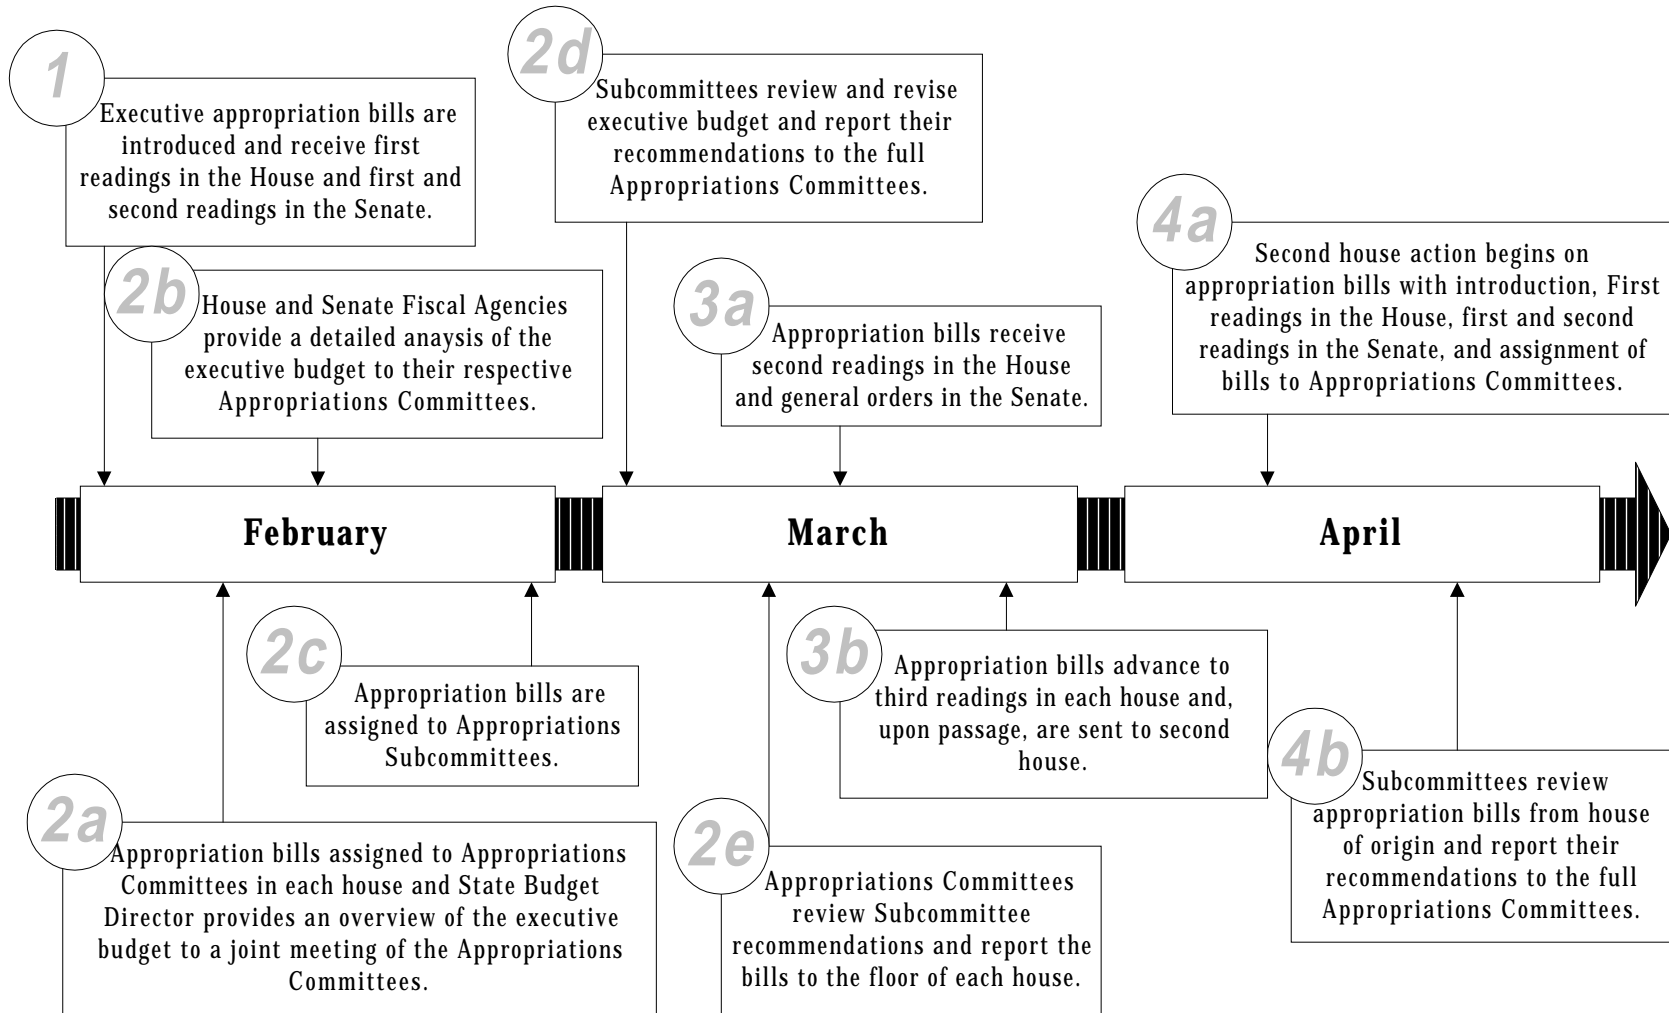 1
Executive appropriation bills are
introduced and receive first
readings in the House and first and
second readings in the Senate.
2d
Subcommittees review and revise
executive budget and report their
recommendations to the full
Appropriations Committees.
2b
House and Senate Fiscal Agencies
provide a detailed anaysis of the
executive budget to their respective
Appropriations Committees.
3a
Appropriation bills receive
second readings in the House
and general orders in the Senate.
4a
Second house action begins on
appropriation bills with introduction, First
readings in the House, first and second
readings in the Senate, and assignment of
bills to Appropriations Committees.
February
March
April
2c
Appropriation bills are
assigned to Appropriations
Subcommittees.
3b
Appropriation bills advance to
third readings in each house and,
upon passage, are sent to second
house.
4b
Subcommittees review
appropriation bills from house
of origin and report their
recommendations to the full
Appropriations Committees.
2a
Appropriation bills assigned to Appropriations
Committees in each house and State Budget
Director provides an overview of the executive
budget to a joint meeting of the Appropriations
Committees.
2e
Appropriations Committees
review Subcommittee
recommendations and report the
bills to the floor of each house.